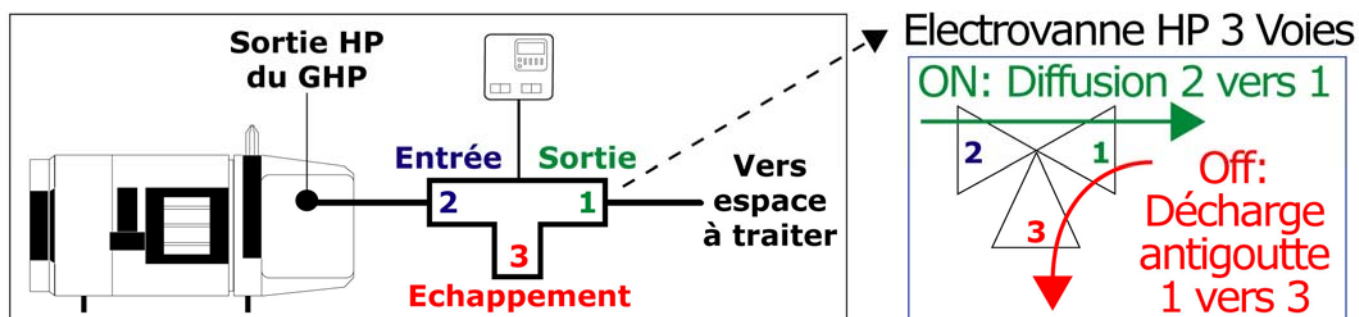 Sortie HP
du GHP
Entrée
Sortie
2
1
3
Echappement
Vers
espace
à traiter
Electrovanne HP 3 Voies
ON: Diffusion 2 vers 1
2
1
3
Off:
Décharge
antigoutte
1 vers 3